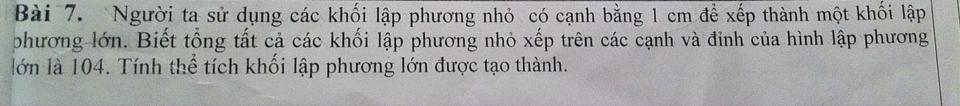 Bài 7. Người ta sử dụng các khối lập phương nhỏ có cạnh bằng 1 cm để xếp thành một khối lập
phương lớn. Biết tổng tất cả các khối lập phương nhỏ xếp trên các cạnh và đỉnh của hình lập phương
lớn là 104. Tính thể tích khối lập phương lớn được tạo thành.